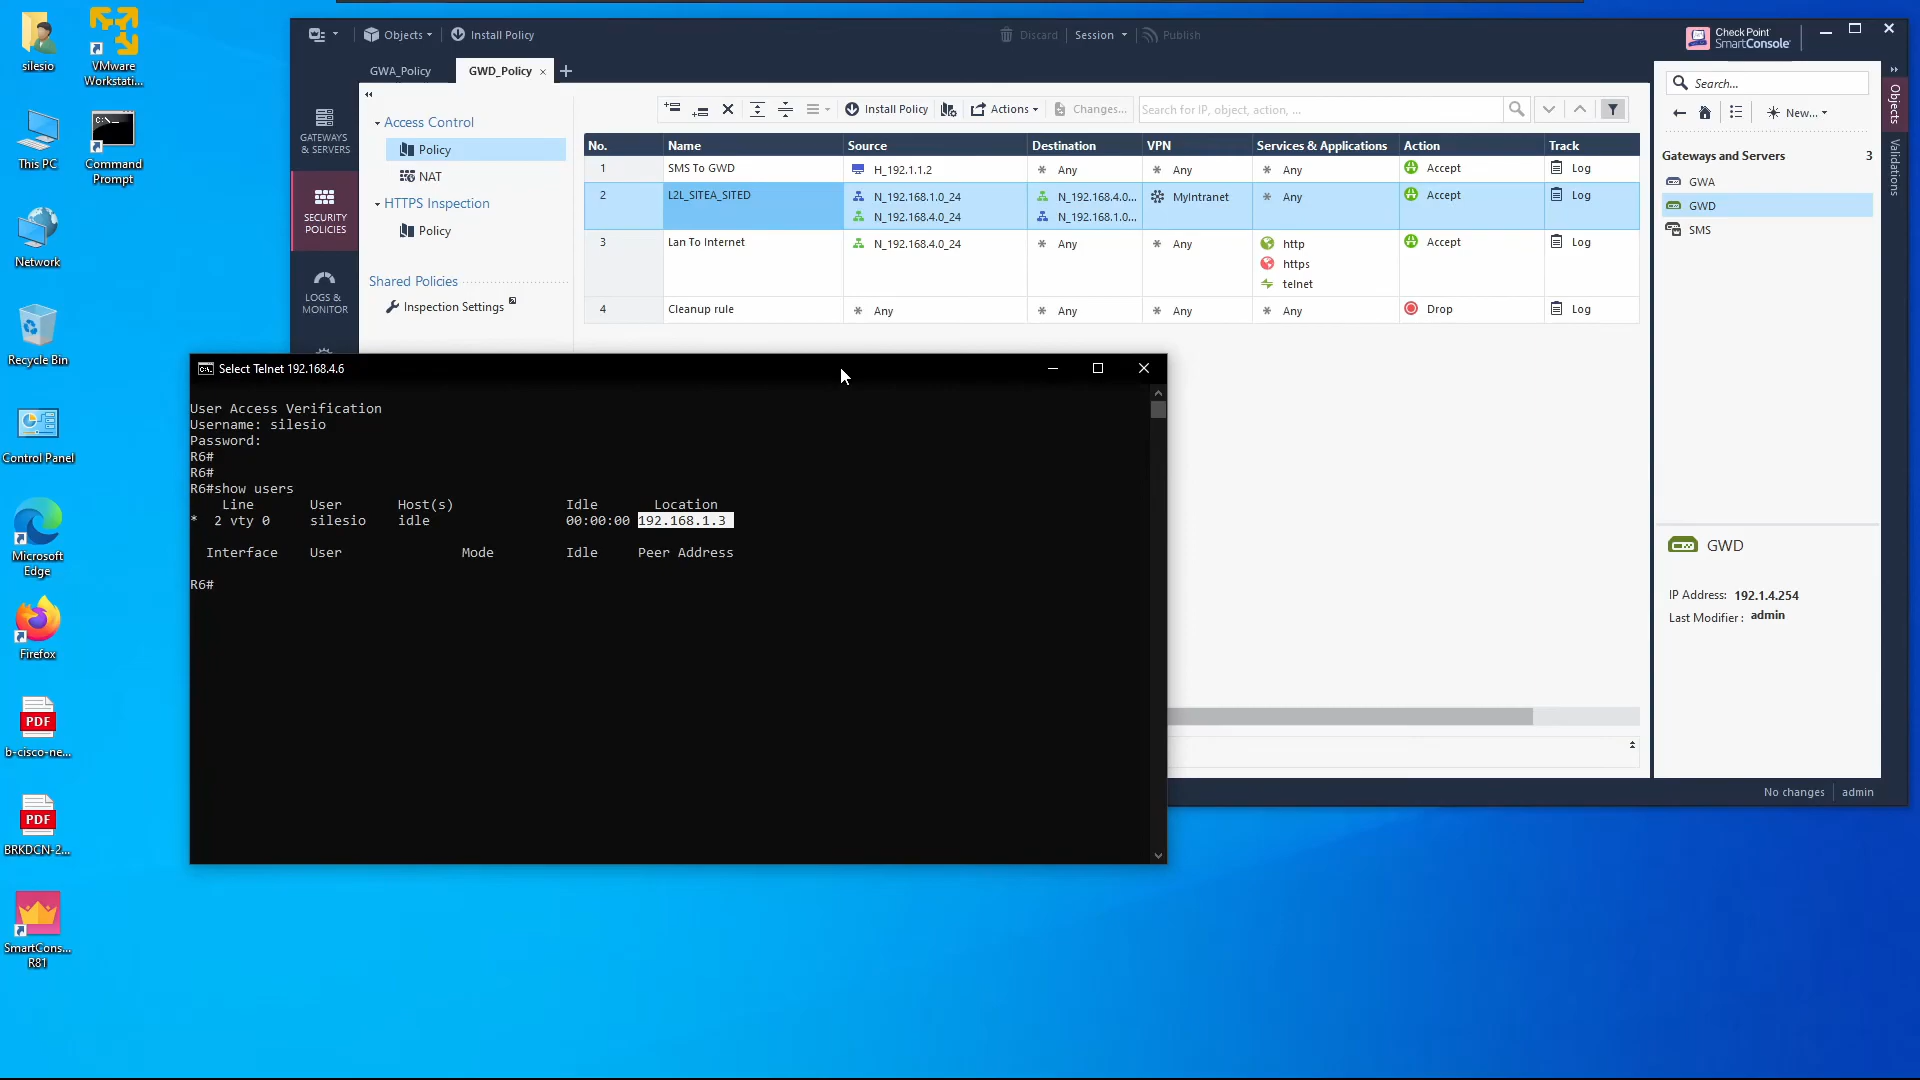 silesio
VMware
Workstati...
This PC
Command
Prompt
Network
Recycle Bin
Control Panel
Microsoft
Edge
Firefox
PDF
b-cisco-ne...
PDF
BRKDCN-2...
SmartCons...
R81
Objects
Install Policy
Discard
Session
Publish
Check Point
SmartConsole
GWA_Policy
GWD_Policy
GATEWAYS
& SERVERS
SECURITY
POLICIES
LOGS &
MONITOR
Access Control
Policy
NAT
HTTPS Inspection
Policy
Shared Policies
Inspection Settings
Install Policy
Actions
Changes...
Search for IP, object, action, ...
No. Name Source Destination VPN Services & Applications Action Track
1 SMS To GWD H_192.1.1.2 * Any * Any * Any Accept Log
2 L2L_SITEA_SITED N_192.168.1.0_24 N_192.168.4.0... MyIntranet * Any Accept Log
N_192.168.4.0_24 N_192.168.1.0...
3 Lan To Internet N_192.168.4.0_24 * Any * Any http Accept Log
https
telnet
4 Cleanup rule * Any * Any * Any * Any Drop Log
Search...
New...
Objects
Validations
Gateways and Servers 3
GWA
GWD
SMS
GWD
IP Address: 192.1.4.254
Last Modifier : admin
No changes
admin
Select Telnet 192.168.4.6
User Access Verification
Username: silesio
Password:
R6#
R6#
R6#show users
Line User Host(s) Idle Location
* 2 vty 0 silesio idle 00:00:00 192.168.1.3
Interface User Mode Idle Peer Address
R6#